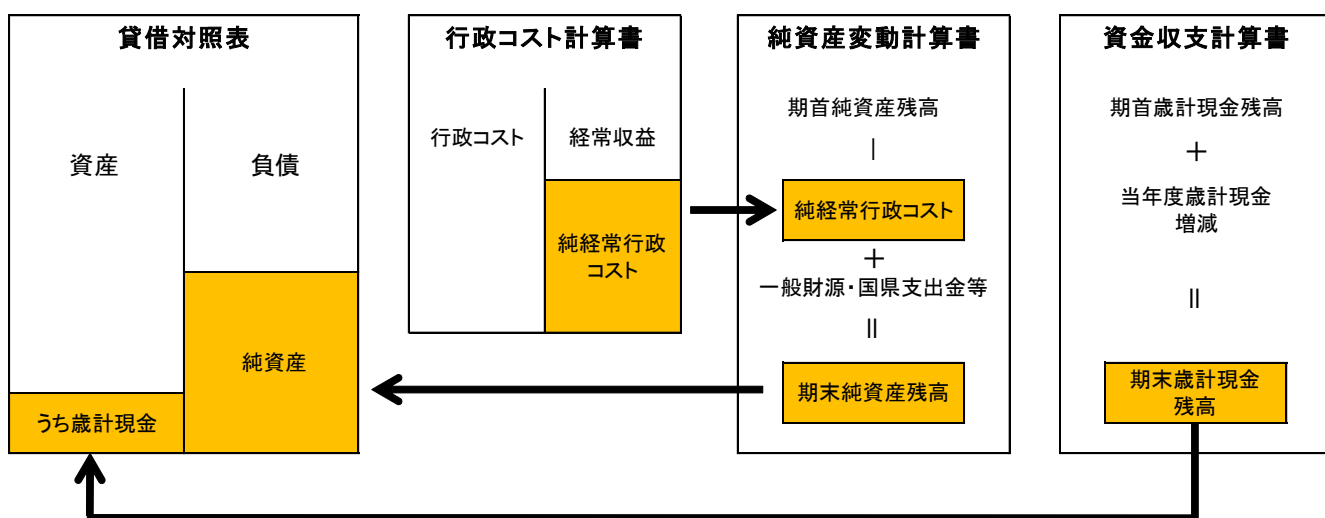 貸借対照表
資産
負債
純資産
うち歳計現金
行政コスト計算書
行政コスト
経常収益
純経常行政
コスト
純資産変動計算書
期首純資産残高
|
純経常行政コスト
＋
一般財源・国県支出金等
||
期末純資産残高
資金収支計算書
期首歳計現金残高
＋
当年度歳計現金
増減
||
期末歳計現金
残高